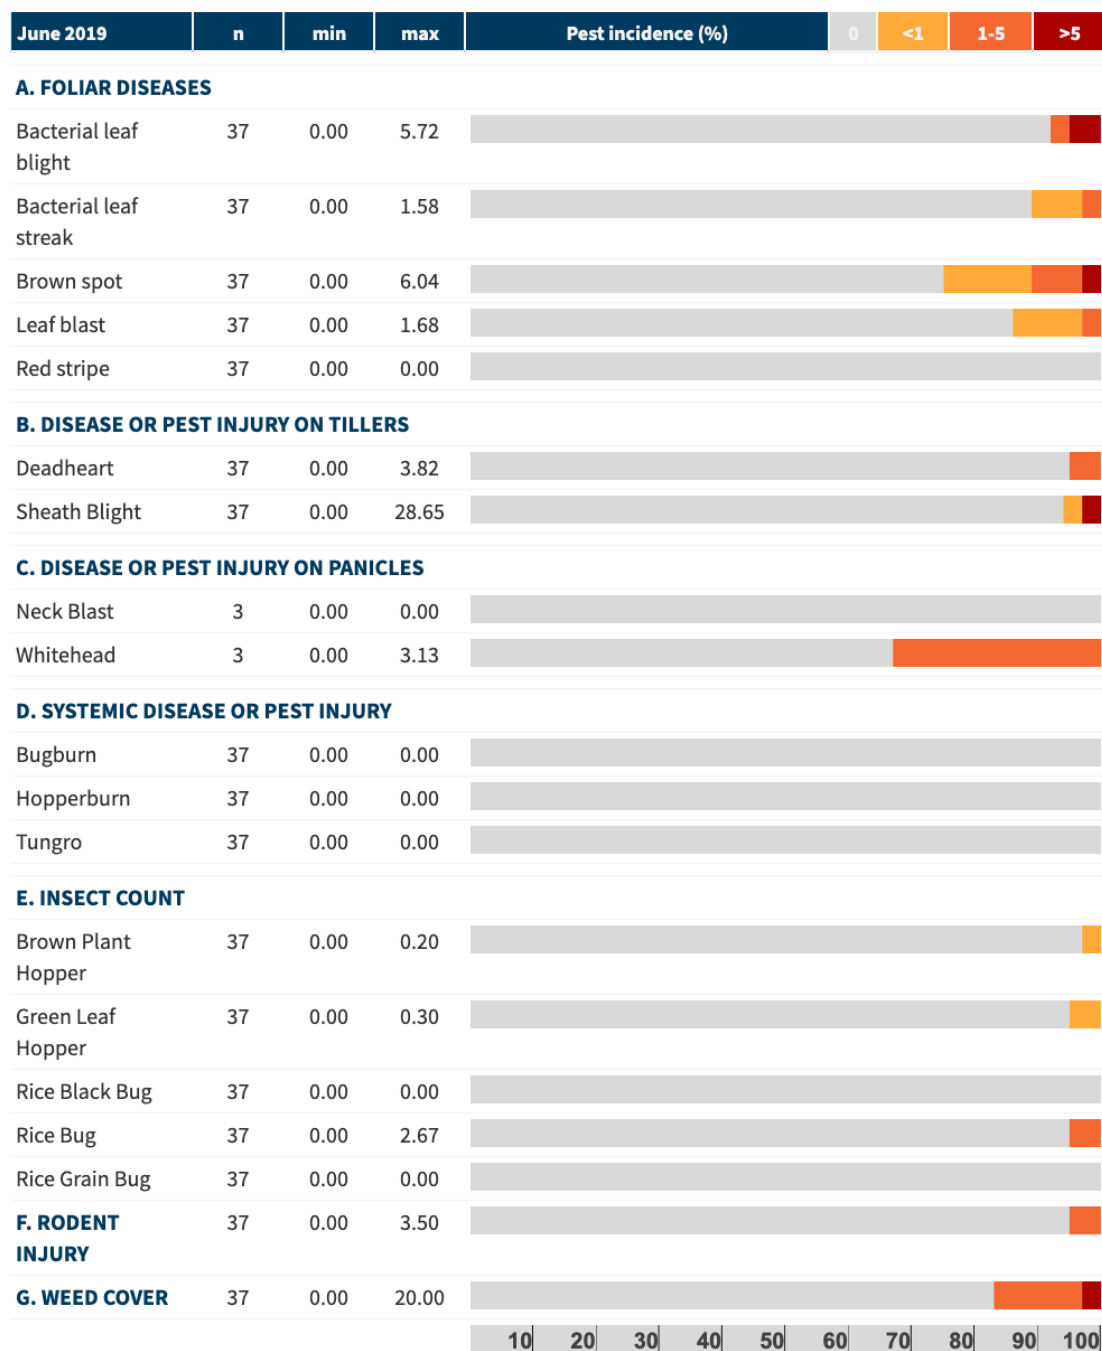 June 2019 n min max Pest incidence (%) 0 <1 1-5 >5
A. FOLIAR DISEASES
Bacterial leaf 37 0.00 5.72
blight
Bacterial leaf 37 0.00 1.58
streak
Brown spot 37 0.00 6.04
Leaf blast 37 0.00 1.68
Red stripe 37 0.00 0.00
B. DISEASE OR PEST INJURY ON TILLERS
Deadheart 37 0.00 3.82
Sheath Blight 37 0.00 28.65
C. DISEASE OR PEST INJURY ON PANICLES
Neck Blast 3 0.00 0.00
Whitehead 3 0.00 3.13
D. SYSTEMIC DISEASE OR PEST INJURY
Bugburn 37 0.00 0.00
Hopperburn 37 0.00 0.00
Tungro 37 0.00 0.00
E. INSECT COUNT
Brown Plant 37 0.00 0.20
Hopper
Green Leaf 37 0.00 0.30
Hopper
Rice Black Bug 37 0.00 0.00
Rice Bug 37 0.00 2.67
Rice Grain Bug 37 0.00 0.00
F. RODENT 37 0.00 3.50
INJURY
G. WEED COVER 37 0.00 20.00
10 20 30 40 50 60 70 80 90 100